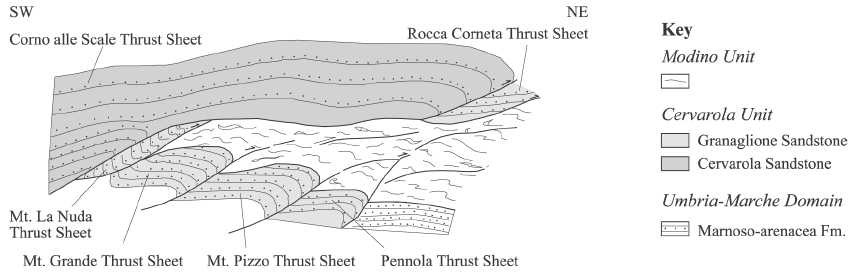 SW
NE
Corno alle Scale Thrust Sheet
Rocca Corneta Thrust Sheet
Mt. La Nuda
Thrust Sheet
Mt. Grande Thrust Sheet
Mt. Pizzo Thrust Sheet
Pennola Thrust Sheet
Key
Modino Unit
Cervarola Unit
Granaglione Sandstone
Cervarola Sandstone
Umbria-Marche Domain
Marnoso-arenacea Fm.